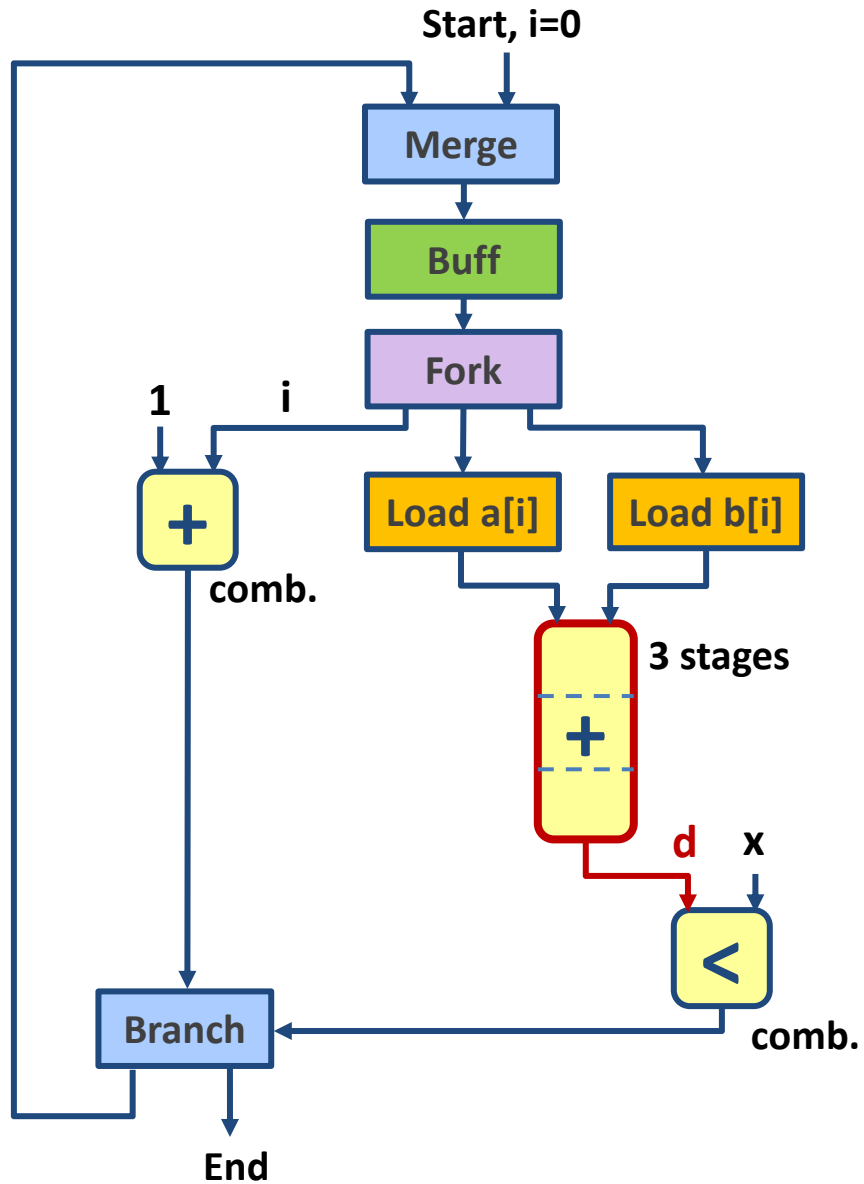 Start, i=0
Merge
Buff
Fork
1
i
+
comb.
Load a[i]
Load b[i]
3 stages
+
d
x
<
comb.
Branch
End